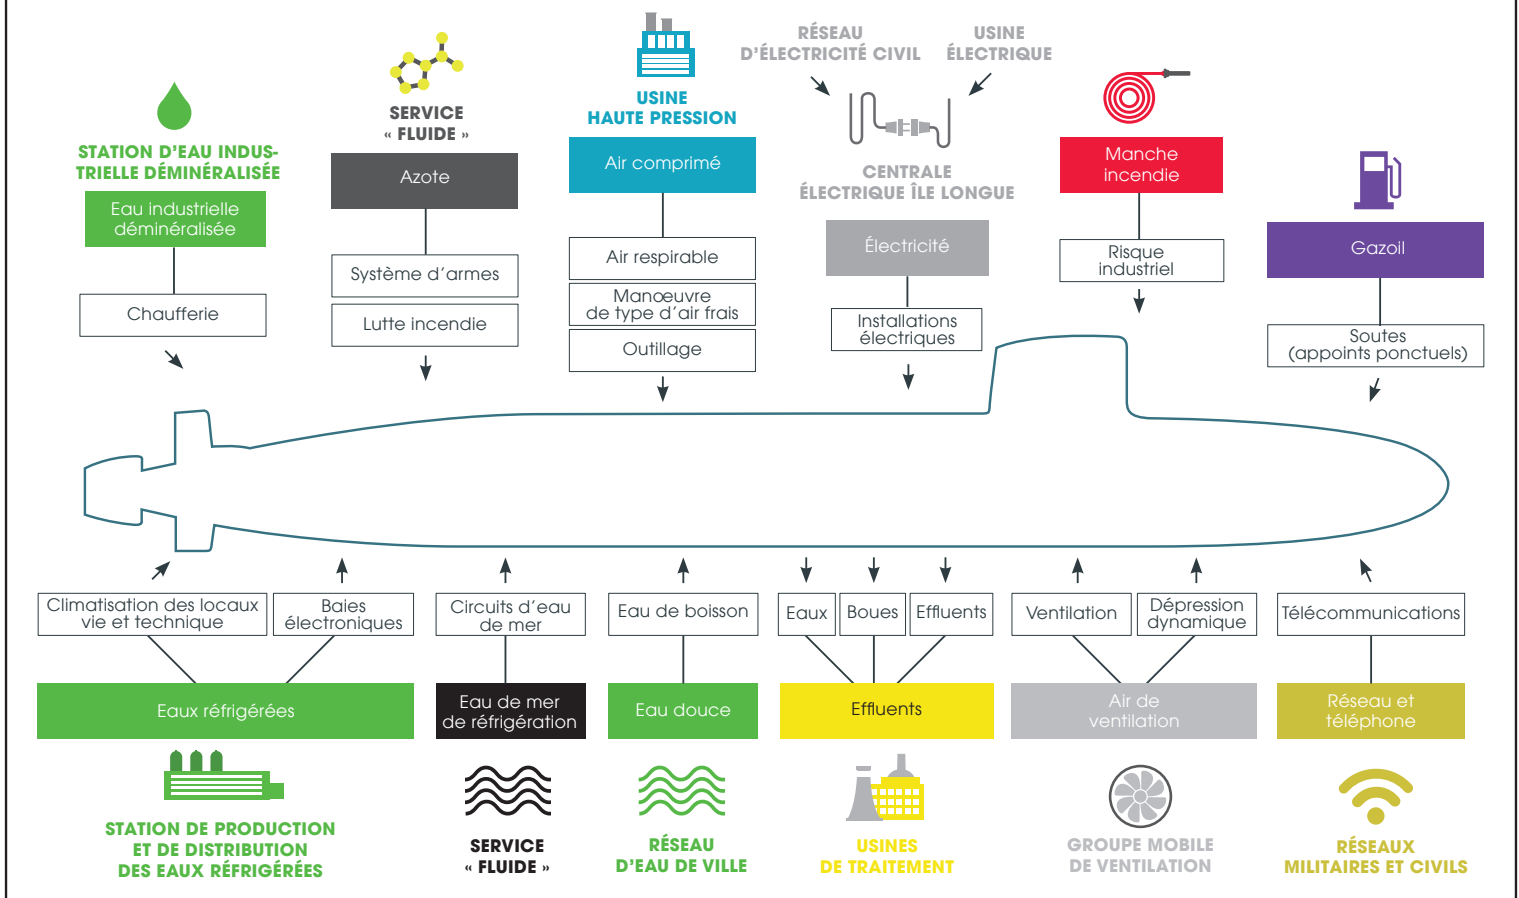 STATION D'EAU INDUS-
TRIELLE DÉMINÉRALISÉE
Eau industrielle
déminéralisée
Chaufferie
SERVICE
« FLUIDE »
Azote
Système d'armes
Lutte incendie
USINE
HAUTE PRESSION
Air comprimé
Air respirable
Manœuvre
de type d'air frais
Outillage
RÉSEAU
D'ÉLECTRICITÉ CIVIL
USINE
ÉLECTRIQUE
CENTRALE
ÉLECTRIQUE ÎLE LONGUE
Électricité
Installations
électriques
Manche
incendie
Risque
industriel
Gazoil
Soutes
(appoints ponctuels)
Climatisation des locaux
vie et technique
Baies
électroniques
Eaux réfrigérées
STATION DE PRODUCTION
ET DE DISTRIBUTION
DES EAUX RÉFRIGÉRÉES
Circuits d'eau
de mer
Eau de mer
de réfrigération
SERVICE
« FLUIDE »
Eau de boisson
Eau douce
RÉSEAU
D'EAU DE VILLE
Eaux
Boues
Effluents
Effluents
USINES
DE TRAITEMENT
Ventilation
Dépression
dynamique
Air de
ventilation
GROUPE MOBILE
DE VENTILATION
Télécommunications
Réseau et
téléphone
RÉSEAUX
MILITAIRES ET CIVILS